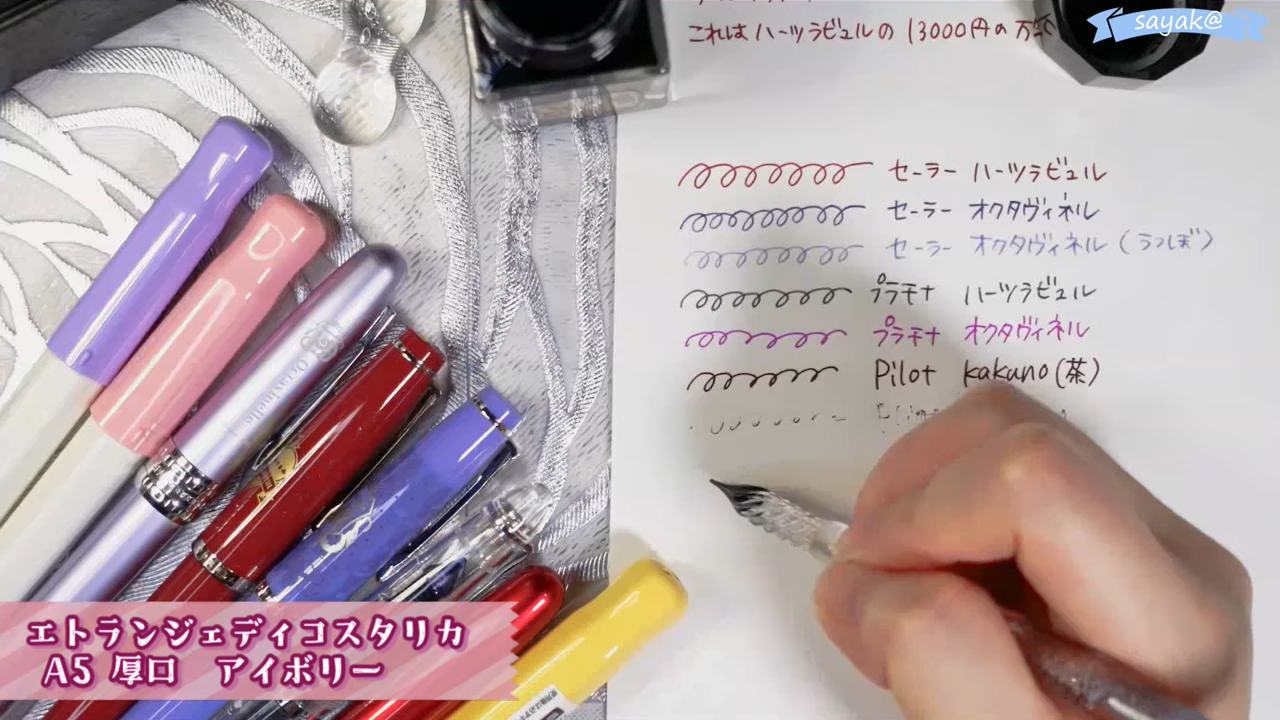 sayak@
これはハーツラビュルの13000円の万
セーラー ハーツラビュル
セーラー オクタヴィネル
セーラー オクタヴィネル (うつぼ)
プラチナ ハーツラビュル
プラチナ オクタヴィネル
Pilot kakuno (茶)
Octavinelle
エトランジェディコスタリカ
A5 厚口 アイボリー